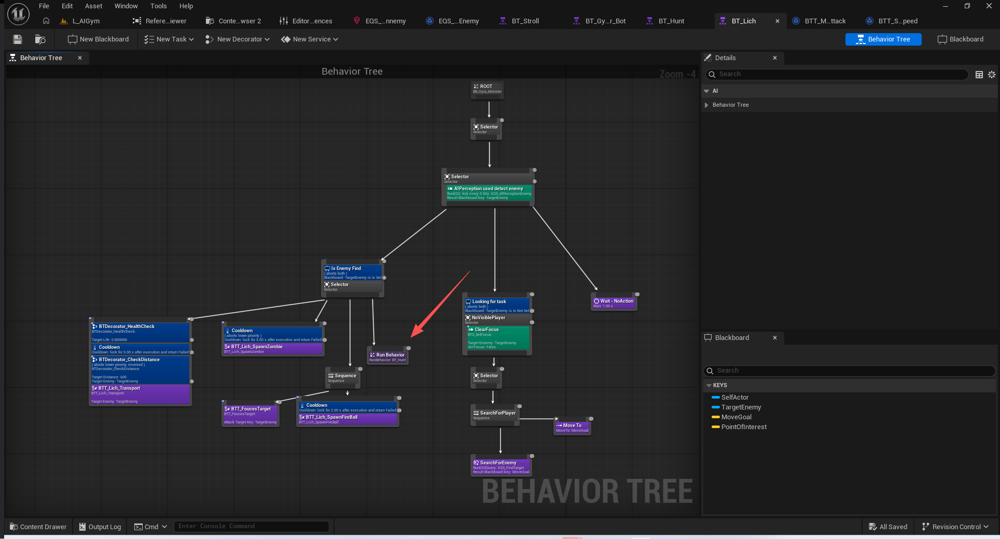 File Edit Asset Window Tools Help
L_AIGym
Refere...iewer
Conte...wser 2
Editor...ences
EQS_...nnemy
EQS_...Enemy
BT_Stroll
BT_Gy...r_Bot
BT_Hunt
BT_Lich
BTT_M...ttack
BTT_S...peed
New Blackboard
New Task
New Decorator
New Service
Behavior Tree
Blackboard
Behavior Tree
Behavior Tree
Zoom -4
ROOT
BB_Gyra_Monster
Selector
Selector
Selector
Selector
AIPerception used detect enemy
RunEQS: tick every 0.50s: EQS_AIPerceptionEnemy
Result Blackboard key: TargetEnemy
Is Enemy Find
( aborts both )
Blackboard: TargetEnemy is Is Set
Selector
Selector
BTDecorator_HealthCheck
BTDecorator_HealthCheck:
Target Life: 0.800000
Cooldown
Cooldown: lock for 5.00 s after execution and return Failed
BTDecorator_CheckDistance
( aborts lower priority, inversed )
BTDecorator_CheckDistance:
Target Distance: 600
Target Enemy: TargetEnemy
BTT_Lich_Transport
BTT_Lich_Transport:
Target Enemy: TargetEnemy
Cooldown
( aborts lower priority )
Cooldown: lock for 5.00 s after execution and return Failed
BTT_Lich_SpawnZombie
BTT_Lich_SpawnZombie
Sequence
Sequence
BTT_FoucesTarget
BTT_FoucesTarget:
Attack Target Key: TargetEnemy
Cooldown
Cooldown: lock for 2.00 s after execution and return Failed
BTT_Lich_SpawnFireBall
BTT_Lich_SpawnFireBall
Run Behavior
RunBehavior: BT_Hunt
Looking for task
( aborts both )
Blackboard: TargetEnemy is Is Not Set
NoVisiblePlayer
Selector
ClearFocus
BTS_SetFocus:
Target Ennemy: TargetEnemy
Set Focus: False
Selector
Selector
SearchForPlayer
Sequence
Move To
MoveTo: MoveGoal
SearchForEnemy
RunEQSQuery: EQS_FindTarget
Result Blackboard key: MoveGoal
Wait - NoAction
Wait: 1.00 s
BEHAVIOR TREE
Details
Search
AI
Behavior Tree
Blackboard
Search
KEYS
SelfActor
TargetEnemy
MoveGoal
PointOfInterest
Content Drawer
Output Log
Cmd
Enter Console Command
All Saved
Revision Control